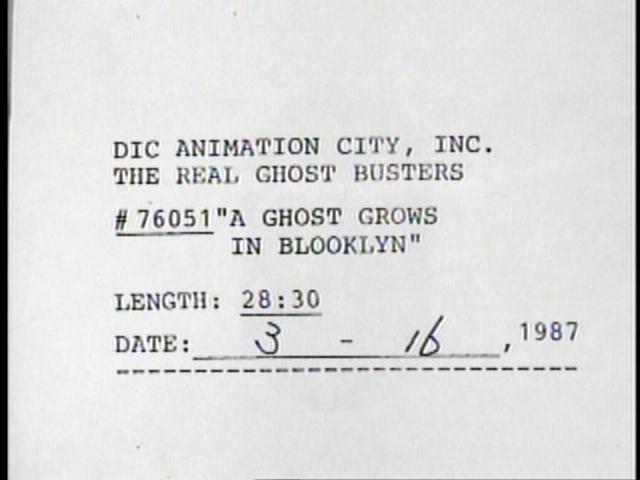 DIC ANIMATION CITY, INC.
THE REAL GHOST BUSTERS
#76051 "A GHOST GROWS
IN BLOOKLYN"
LENGTH: 28:30
DATE: 3 - 16, 1987